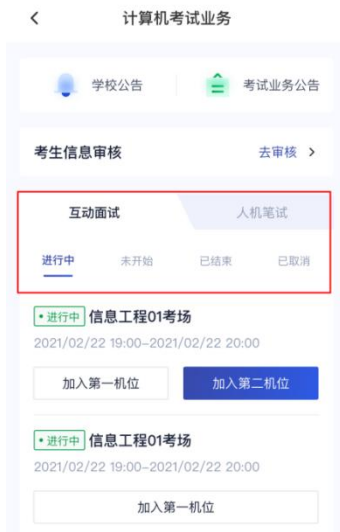 计算机考试业务
学校公告 考试业务公告
考生信息审核 去审核
互动面试 人机笔试
进行中 未开始 已结束 已取消
进行中 信息工程01考场
2021/02/22 19:00-2021/02/22 20:00
加入第一机位 加入第二机位
进行中 信息工程01考场
2021/02/22 19:00-2021/02/22 20:00
加入第一机位